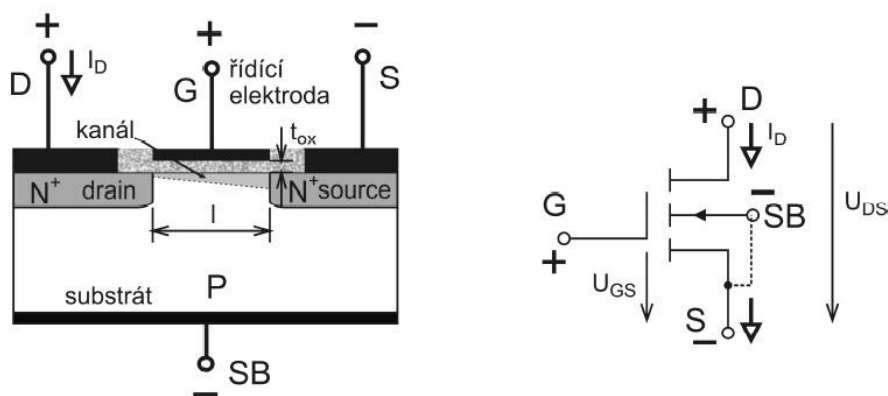 +
D
I_D
+
G
řídící
elektroda
−
S
kanál
t_ox
N⁺ drain
N⁺ source
l
P
substrát
SB
−
+
D
I_D
−
SB
G
+
U_GS
U_DS
S
−